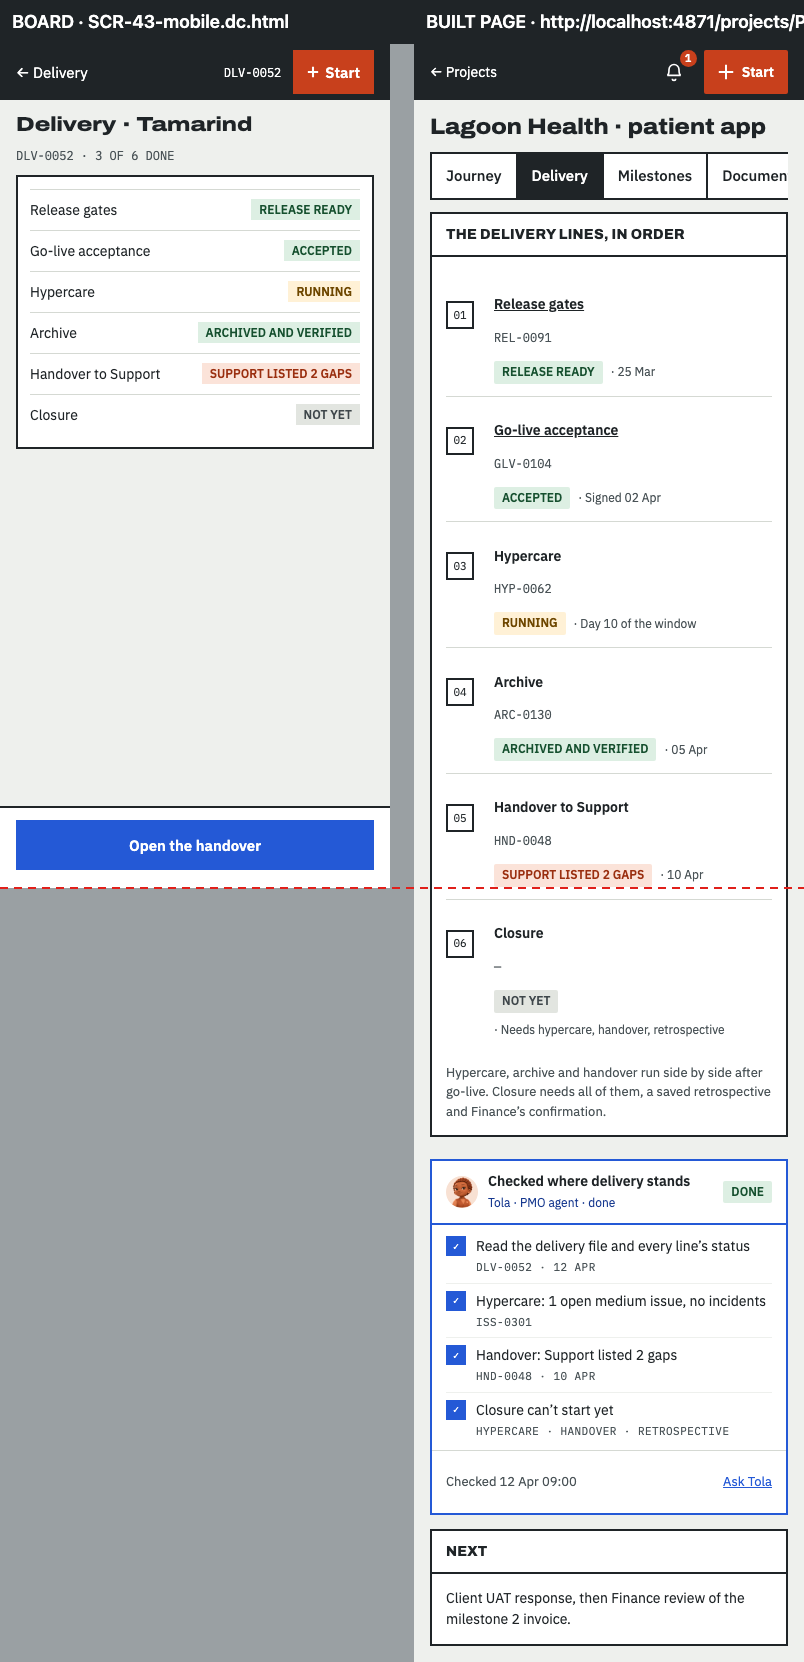 BOARD · SCR-43-mobile.dc.html
← Delivery
DLV-0052
+ Start
Delivery · Tamarind
DLV-0052 · 3 OF 6 DONE
Release gates
RELEASE READY
Go-live acceptance
ACCEPTED
Hypercare
RUNNING
Archive
ARCHIVED AND VERIFIED
Handover to Support
SUPPORT LISTED 2 GAPS
Closure
NOT YET
Open the handover
BUILT PAGE · http://localhost:4871/projects/P
← Projects
1
+ Start
Lagoon Health · patient app
Journey
Delivery
Milestones
Documen
THE DELIVERY LINES, IN ORDER
01
Release gates
REL-0091
RELEASE READY · 25 Mar
02
Go-live acceptance
GLV-0104
ACCEPTED · Signed 02 Apr
03
Hypercare
HYP-0062
RUNNING · Day 10 of the window
04
Archive
ARC-0130
ARCHIVED AND VERIFIED · 05 Apr
05
Handover to Support
HND-0048
SUPPORT LISTED 2 GAPS · 10 Apr
06
Closure
—
NOT YET
· Needs hypercare, handover, retrospective
Hypercare, archive and handover run side by side after
go-live. Closure needs all of them, a saved retrospective
and Finance’s confirmation.
Checked where delivery stands
Tola · PMO agent · done
DONE
✓ Read the delivery file and every line’s status
DLV-0052 · 12 APR
✓ Hypercare: 1 open medium issue, no incidents
ISS-0301
✓ Handover: Support listed 2 gaps
HND-0048 · 10 APR
✓ Closure can’t start yet
HYPERCARE · HANDOVER · RETROSPECTIVE
Checked 12 Apr 09:00
Ask Tola
NEXT
Client UAT response, then Finance review of the
milestone 2 invoice.